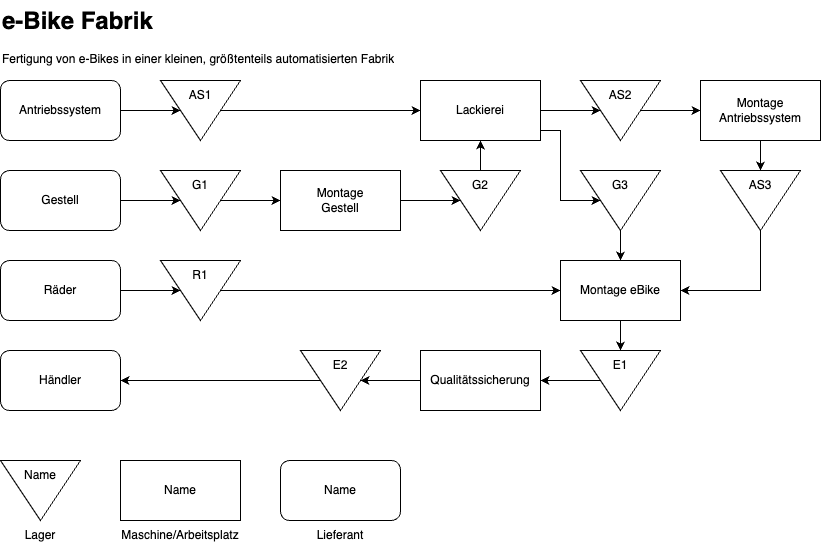 e-Bike Fabrik
Fertigung von e-Bikes in einer kleinen, größtenteils automatisierten Fabrik
Antriebssystem
AS1
Lackierei
AS2
Montage
Antriebssystem
Gestell
G1
Montage
Gestell
G2
G3
AS3
Räder
R1
Montage eBike
Händler
E2
Qualitätssicherung
E1
Name
Name
Name
Lager
Maschine/Arbeitsplatz
Lieferant